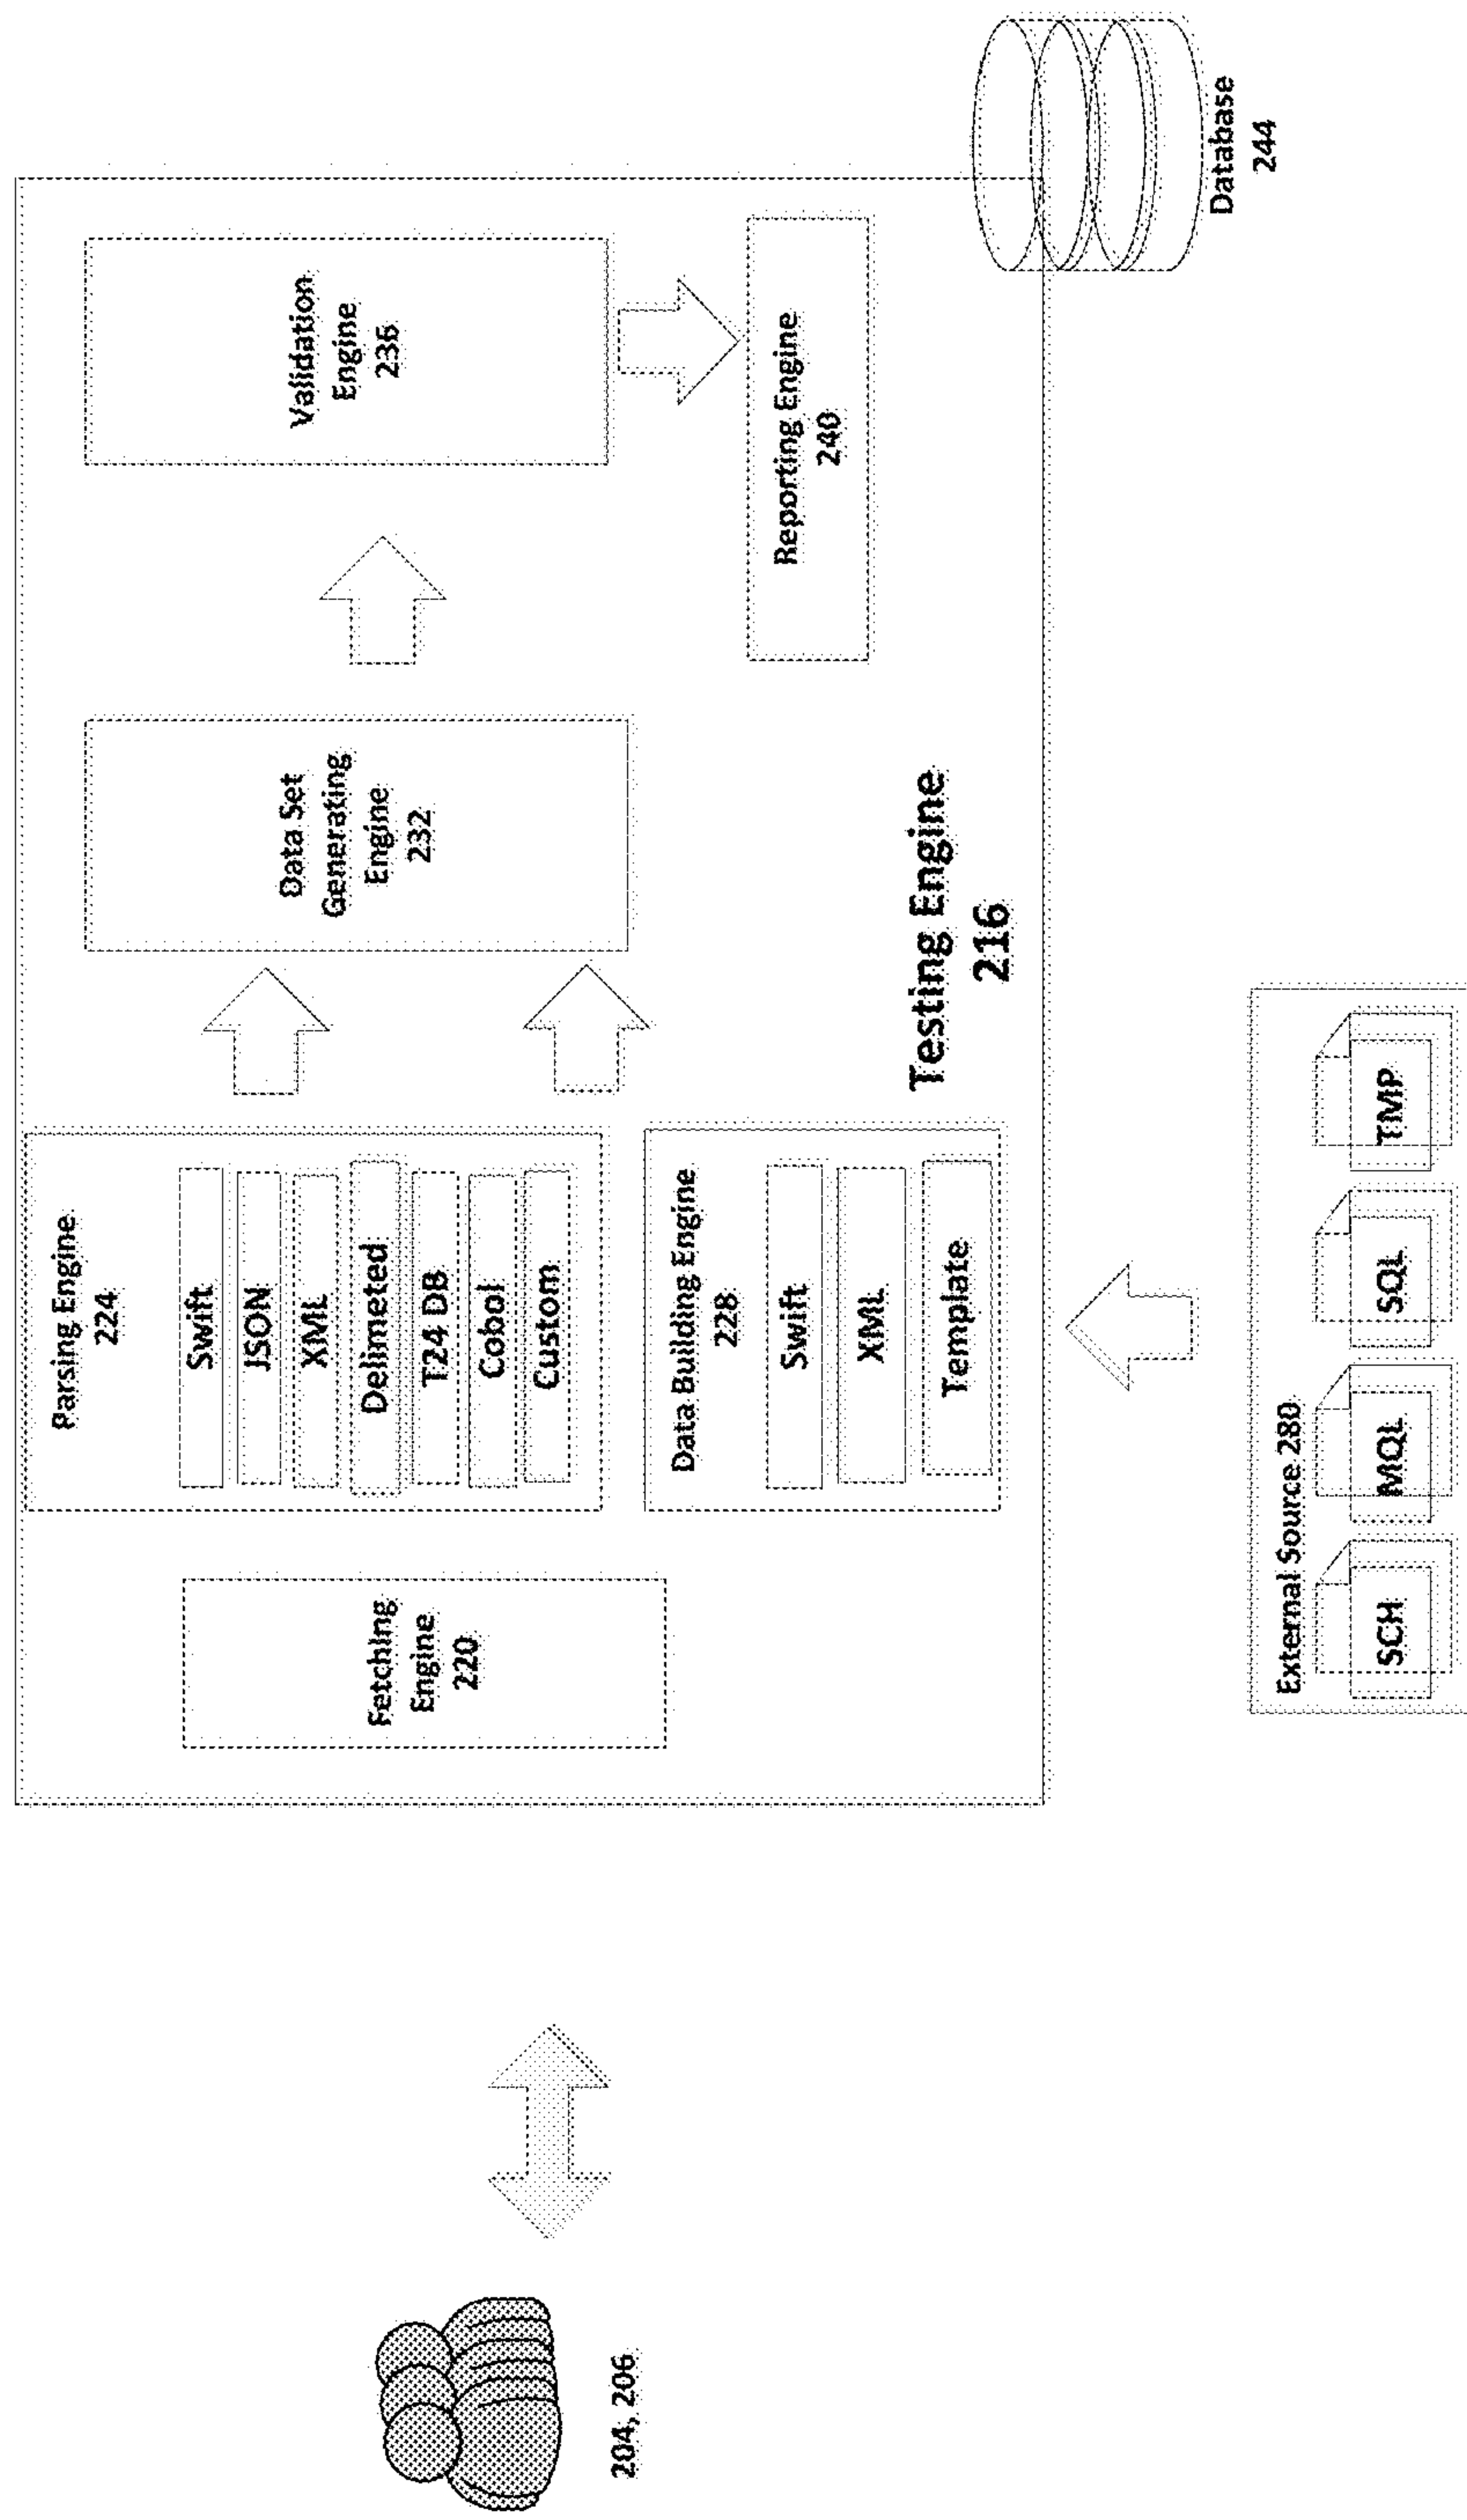 204, 206
Fetching
Engine
220
Parsing Engine
224
Swift
JSON
XML
Delimeted
T24 DB
Cobol
Custom
Data Building Engine
228
Swift
XML
Template
Data Set
Generating
Engine
232
Validation
Engine
236
Reporting Engine
240
Testing Engine
216
Database
244
External Source 280
SCH
MQL
SQL
TMP